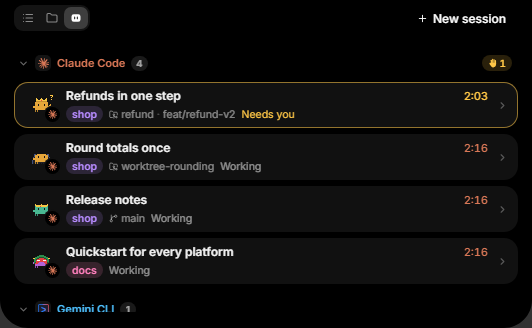 + New session
Claude Code 4
1
Refunds in one step 2:03
shop refund · feat/refund-v2 Needs you
Round totals once 2:16
shop worktree-rounding Working
Release notes 2:16
shop main Working
Quickstart for every platform 2:16
docs Working
Gemini CLI 1